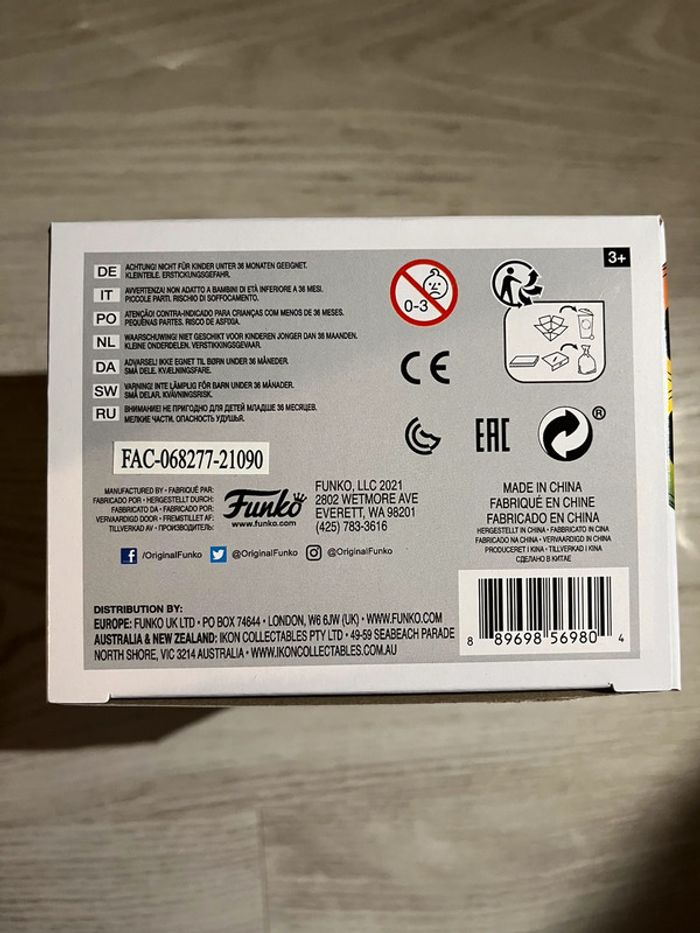 3+
DE ACHTUNG! NICHT FÜR KINDER UNTER 36 MONATEN GEEIGNET.
KLEINTEILE. ERSTICKUNGSGEFAHR.
IT AVVERTENZA! NON ADATTO A BAMBINI DI ETÀ INFERIORE A 36 MESI.
PICCOLE PARTI. RISCHIO DI SOFFOCAMENTO.
PO ATENÇÃO! CONTRA-INDICADO PARA CRIANÇAS COM MENOS DE 36 MESES.
PEQUENAS PARTES. RISCO DE ASFIXIA.
NL WAARSCHUWING! NIET GESCHIKT VOOR KINDEREN JONGER DAN 36 MAANDEN.
KLEINE ONDERDELEN. VERSTIKKINGSGEVAAR.
DA ADVARSEL! IKKE EGNET TIL BØRN UNDER 36 MÅNEDER.
SMÅ DELE. KVÆLNINGSFARE.
SW VARNING! INTE LÄMPLIG FÖR BARN UNDER 36 MÅNADER.
SMÅ DELAR. KVÄVNINGSRISK.
RU ВНИМАНИЕ! НЕ ПРИГОДНО ДЛЯ ДЕТЕЙ МЛАДШЕ 36 МЕСЯЦЕВ.
МЕЛКИЕ ЧАСТИ. ОПАСНОСТЬ УДУШЬЯ.
0-3
CE
EAC
®
FAC-068277-21090
MANUFACTURED BY • FABRIQUÉ PAR:
FABRICADO POR • HERGESTELLT DURCH:
FABBRICATO DA • FABRICADO POR:
VERVAARDIGD DOOR • FREMSTILLET AF:
TILLVERKAD AV • ПРОИЗВОДИТЕЛЬ:
Funko
www.funko.com
FUNKO, LLC 2021
2802 WETMORE AVE
EVERETT, WA 98201
(425) 783-3616
MADE IN CHINA
FABRIQUÉ EN CHINE
FABRICADO EN CHINA
HERGESTELLT IN CHINA • FABBRICATO IN CINA
FABRICADO NA CHINA • VERVAARDIGD IN CHINA
PRODUCERET I KINA • TILLVERKAD I KINA
СДЕЛАНО В КИТАЕ
/OriginalFunko @OriginalFunko @OriginalFunko
DISTRIBUTION BY:
EUROPE: FUNKO UK LTD • PO BOX 74644 • LONDON, W6 6JW (UK) • WWW.FUNKO.COM
AUSTRALIA & NEW ZEALAND: IKON COLLECTABLES PTY LTD • 49-59 SEABEACH PARADE
NORTH SHORE, VIC 3214 AUSTRALIA • WWW.IKONCOLLECTABLES.COM.AU
8 89698 56980 4